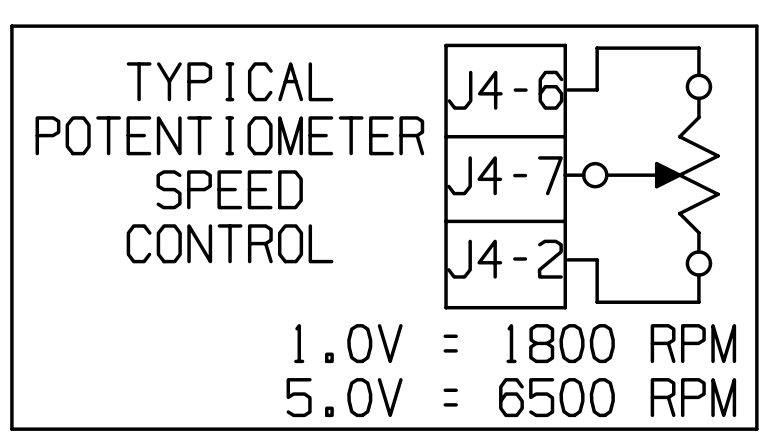 TYPICAL
POTENTIOMETER
SPEED
CONTROL
J4-6
J4-7
J4-2
1.0V = 1800 RPM
5.0V = 6500 RPM